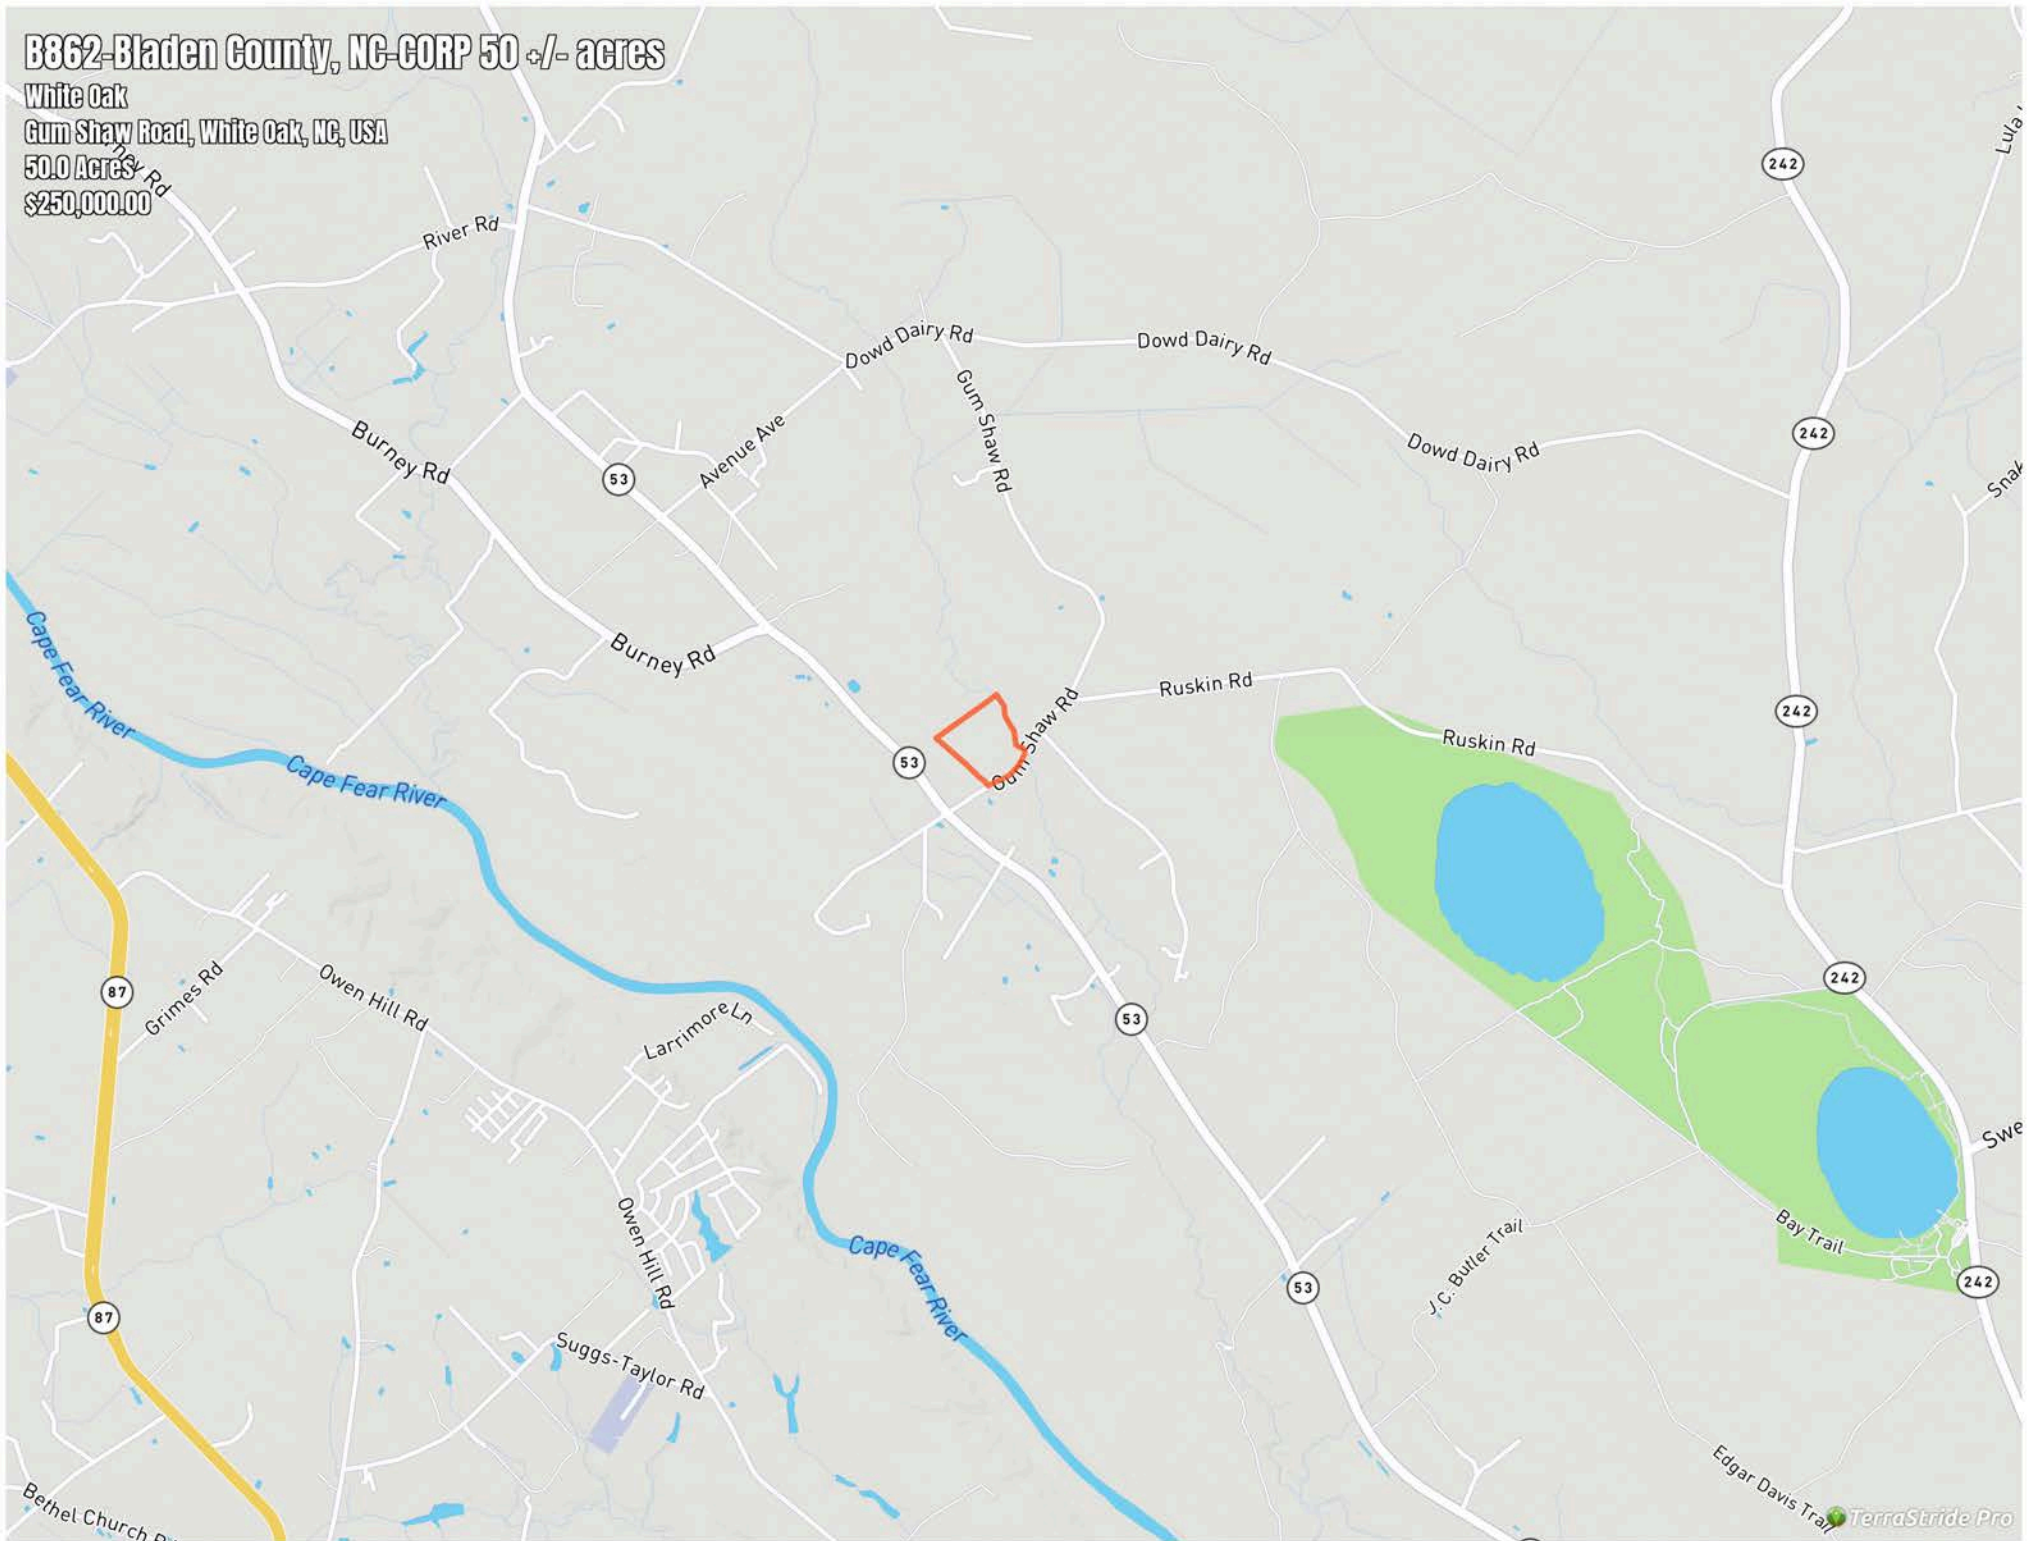 B862-Bladen County, NC-CORP 50 +/- acres
White Oak
Gum Shaw Road, White Oak, NC, USA
50.0 Acres
$250,000.00
Rd
River Rd
242
Lula
Dowd Dairy Rd
Dowd Dairy Rd
Gum Shaw Rd
Burney Rd
53
Avenue Ave
Dowd Dairy Rd
242
Cape Fear River
Burney Rd
Ruskin Rd
242
Gum Shaw Rd
Ruskin Rd
53
Cape Fear River
87
Grimes Rd
Owen Hill Rd
Larrimore Ln
53
242
Owen Hill Rd
Cape Fear River
Bay Trail
J.C. Butler Trail
53
242
87
Suggs-Taylor Rd
Edgar Davis Trail
Bethel Church
TerraStride Pro